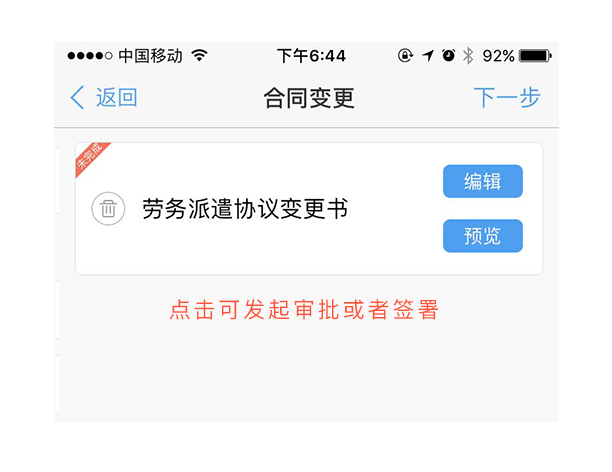 中国移动 下午6:44 92%
返回 合同变更 下一步
未完成
劳务派遣协议变更书
编辑
预览
点击可发起审批或者签署